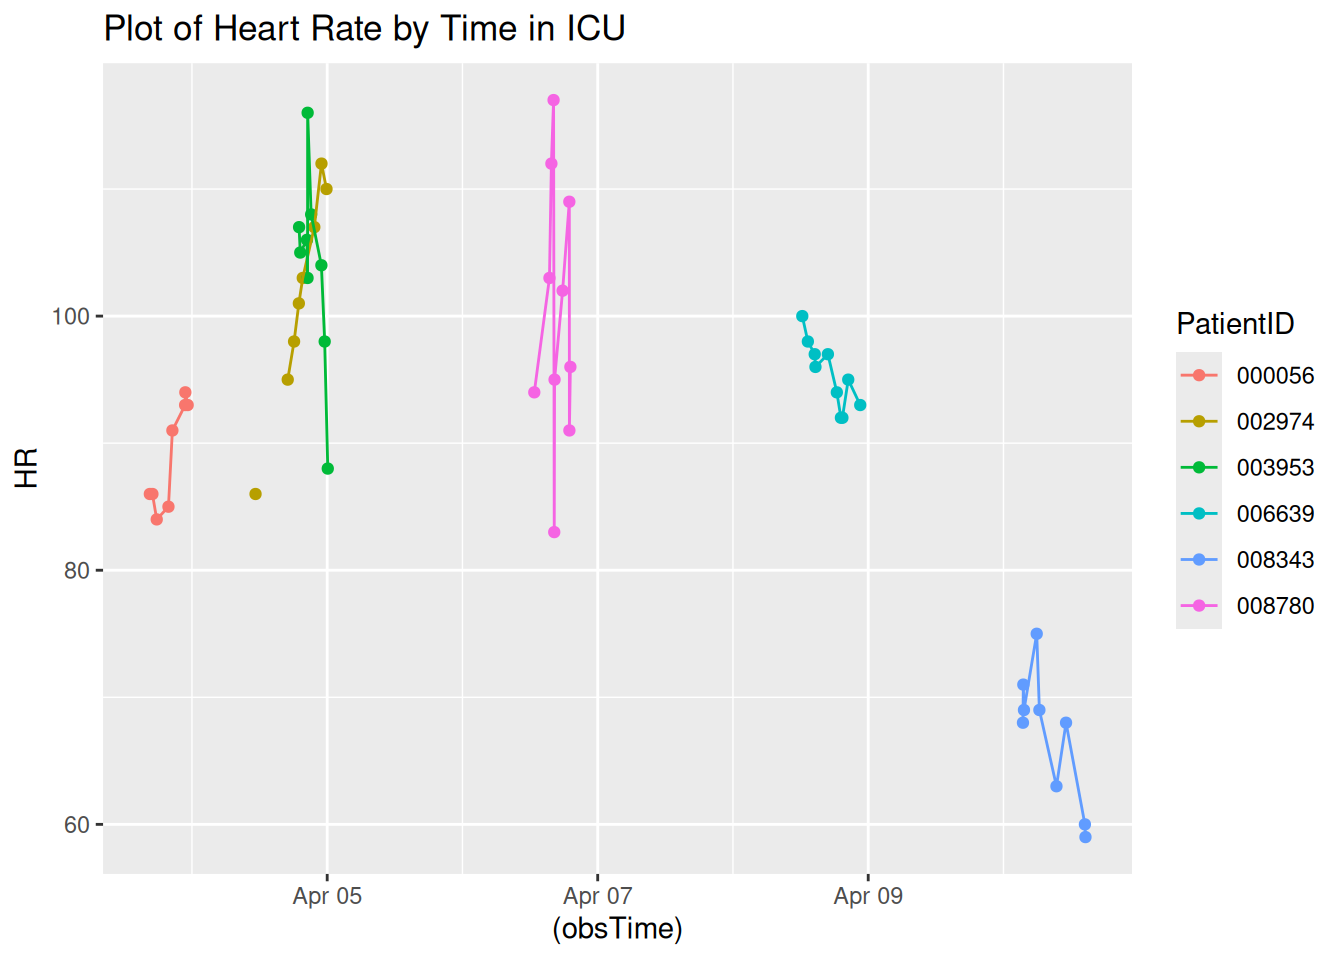 Plot of Heart Rate by Time in ICU
HR
100
80
60
Apr 05
Apr 07
Apr 09
(obsTime)
PatientID
000056
002974
003953
006639
008343
008780